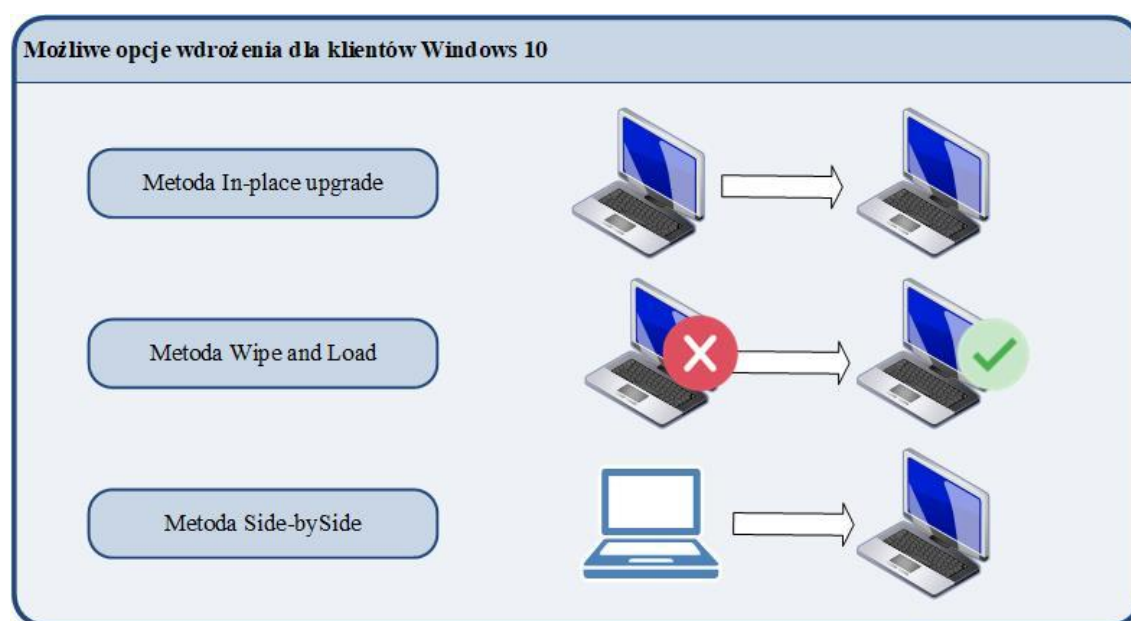 Możliwe opcje wdrożenia dla klientów Windows 10
Metoda In-place upgrade
Metoda Wipe and Load
Metoda Side-bySide